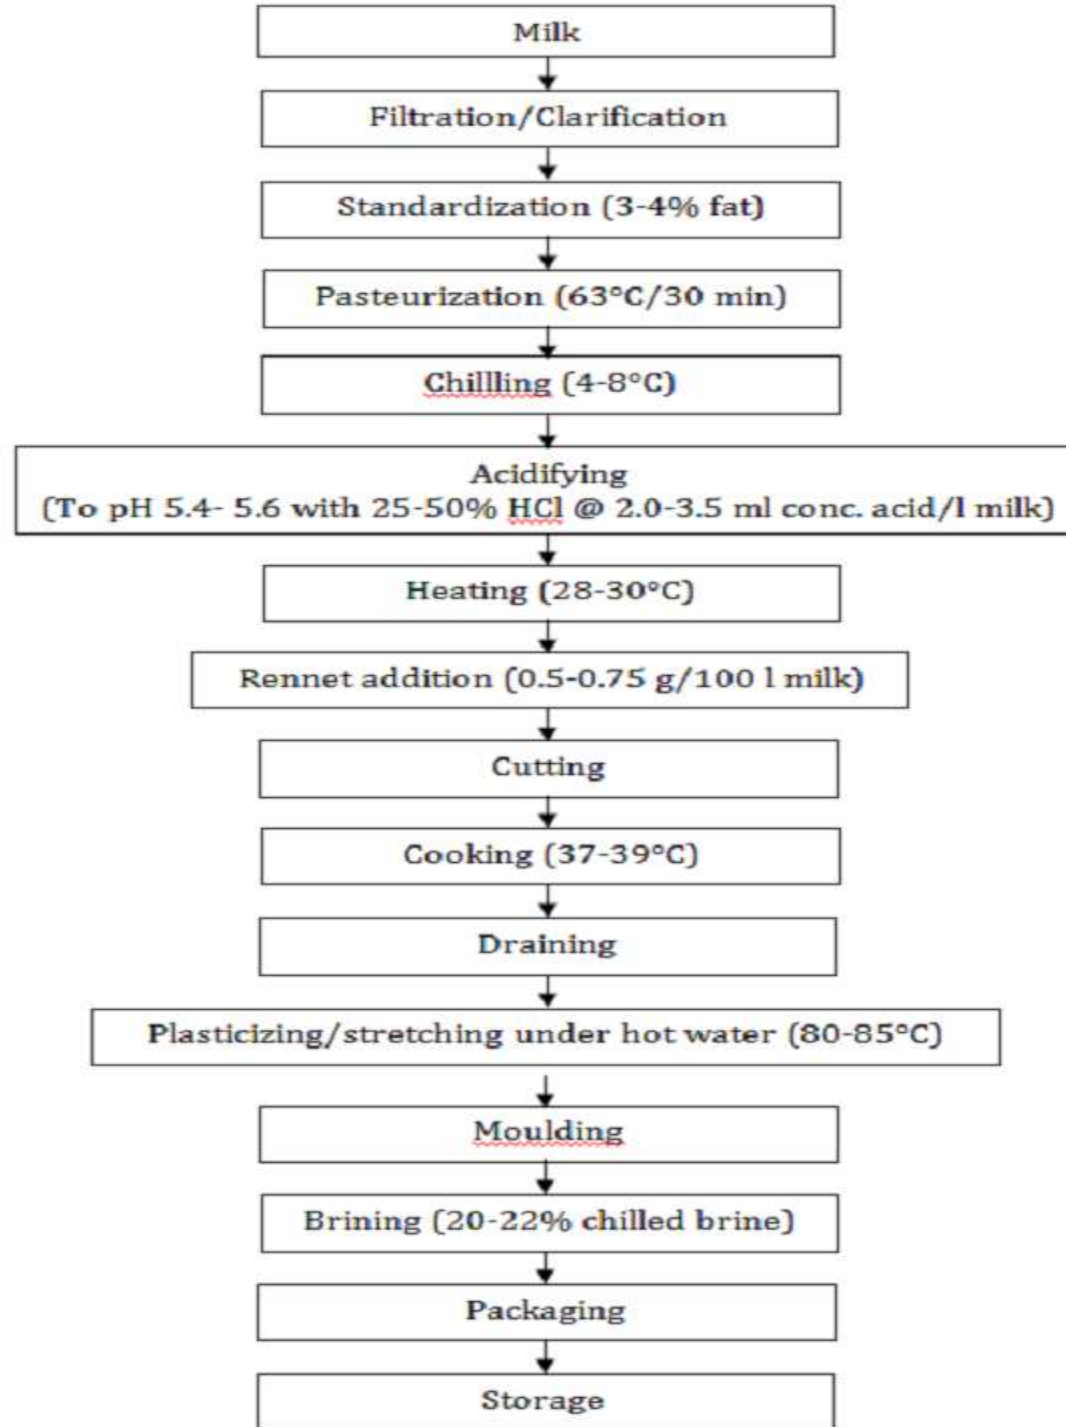 Milk
Filtration/Clarification
Standardization (3-4% fat)
Pasteurization (63°C/30 min)
Chillling (4-8°C)
Acidifying
(To pH 5.4- 5.6 with 25-50% HCl @ 2.0-3.5 ml conc. acid/l milk)
Heating (28-30°C)
Rennet addition (0.5-0.75 g/100 l milk)
Cutting
Cooking (37-39°C)
Draining
Plasticizing/stretching under hot water (80-85°C)
Moulding
Brining (20-22% chilled brine)
Packaging
Storage